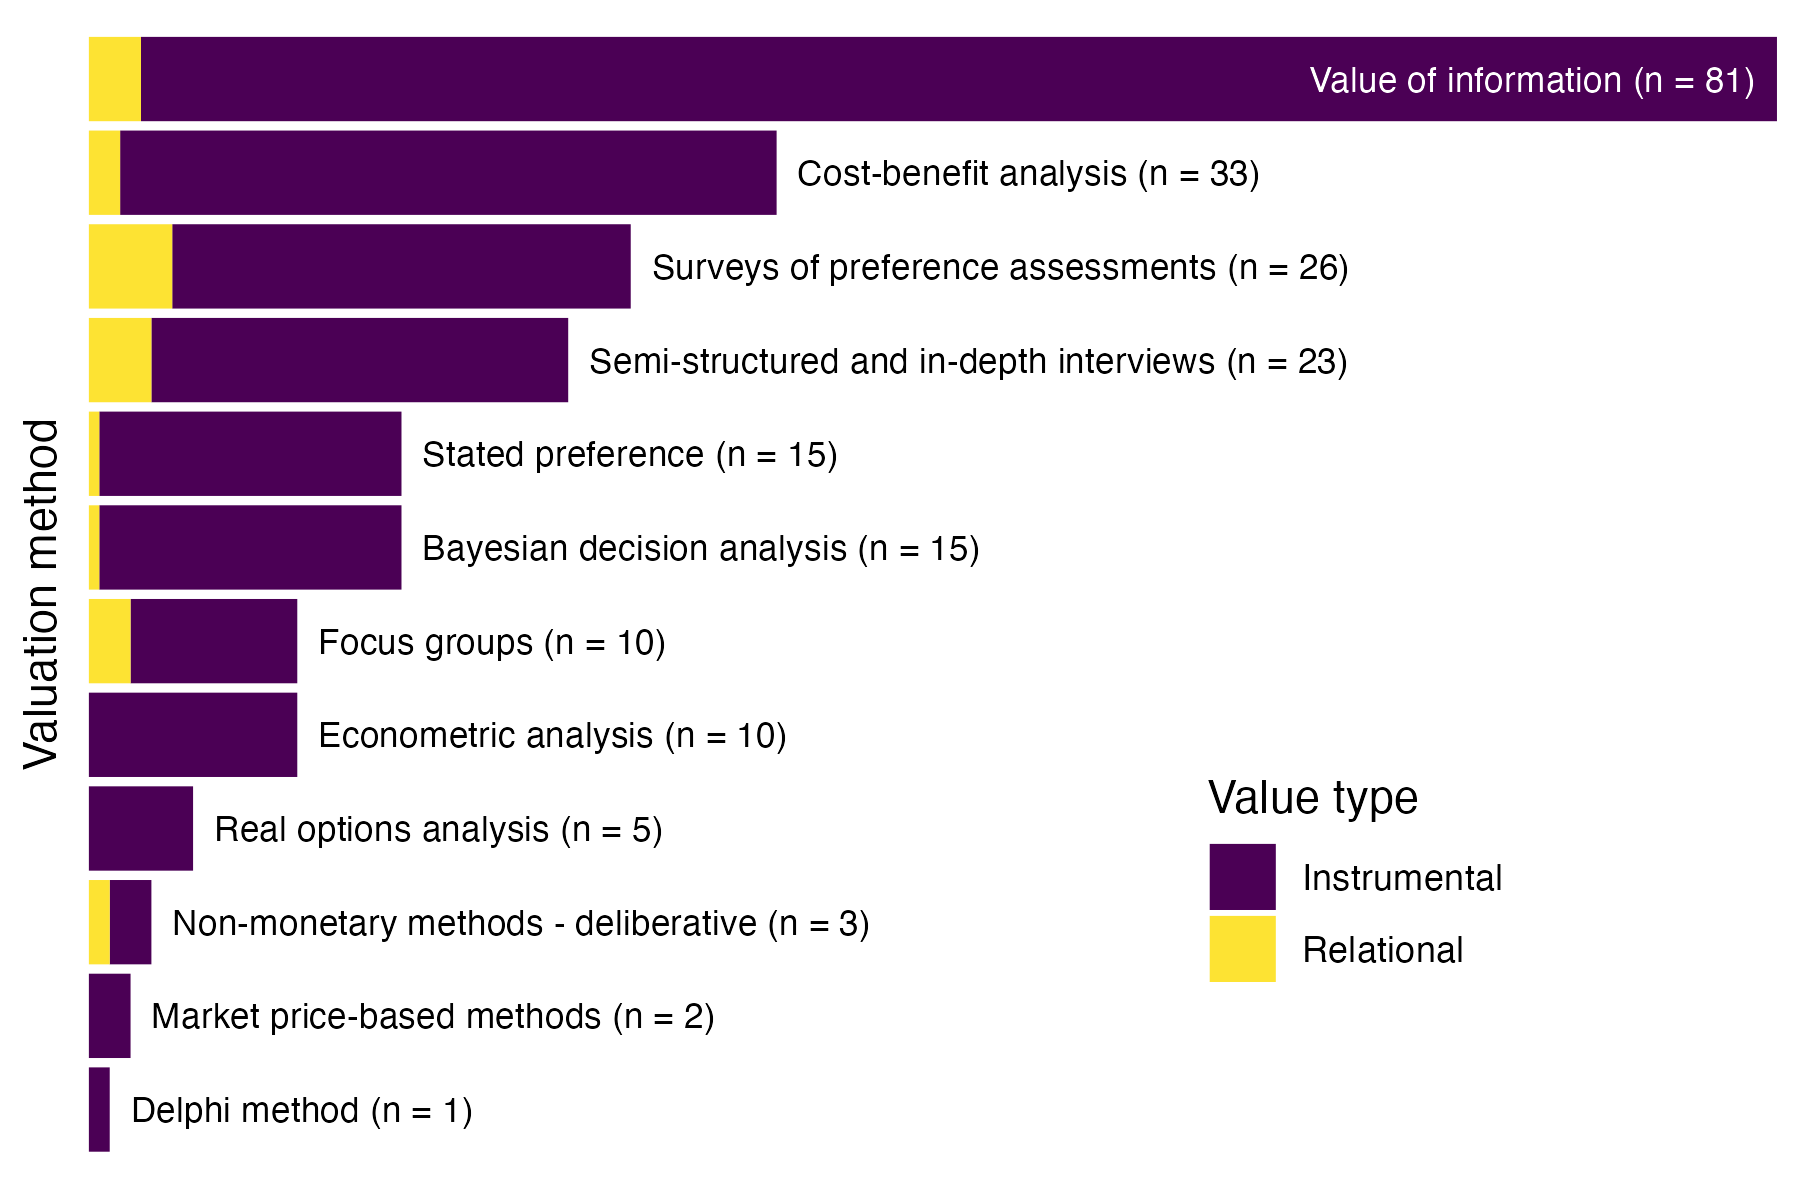 Valuation method
Value of information (n = 81)
Cost-benefit analysis (n = 33)
Surveys of preference assessments (n = 26)
Semi-structured and in-depth interviews (n = 23)
Stated preference (n = 15)
Bayesian decision analysis (n = 15)
Focus groups (n = 10)
Econometric analysis (n = 10)
Real options analysis (n = 5)
Non-monetary methods - deliberative (n = 3)
Market price-based methods (n = 2)
Delphi method (n = 1)
Value type
Instrumental
Relational